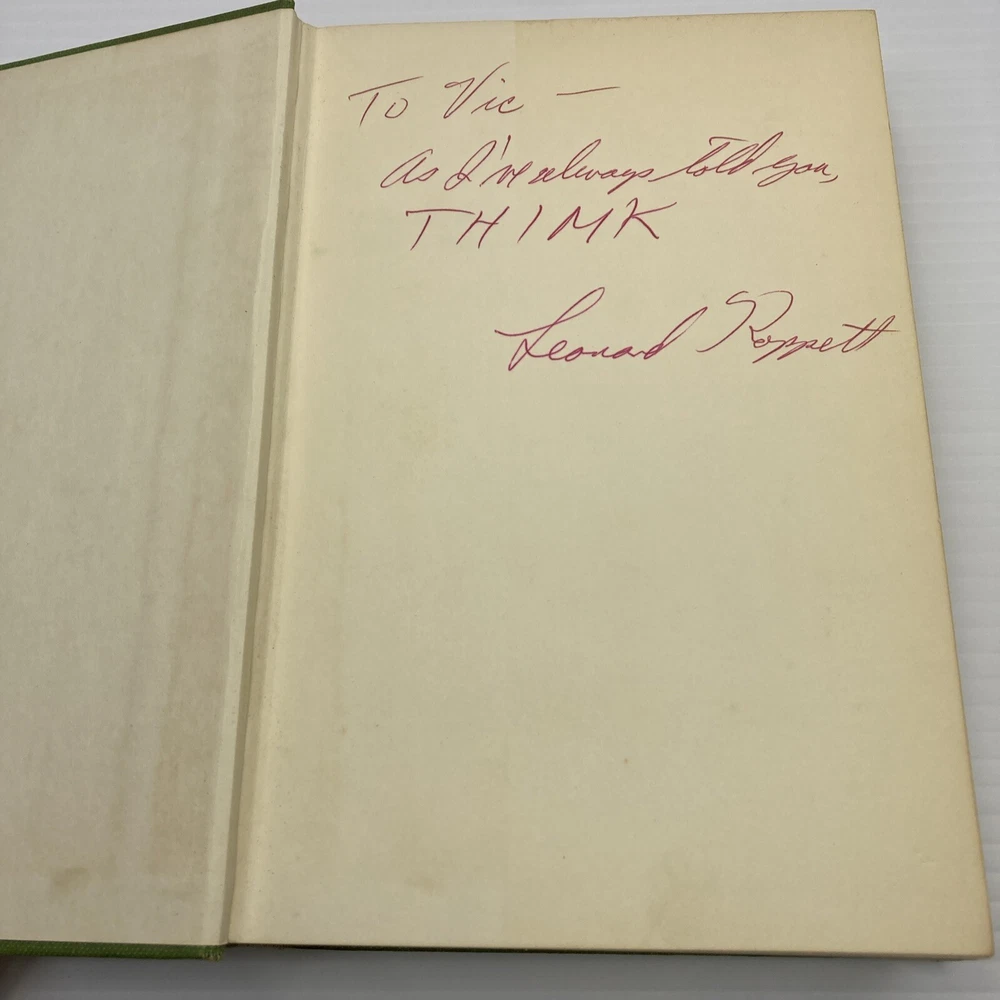 To Vic —
As I've always told you,
THIMK
Leonard Koppett